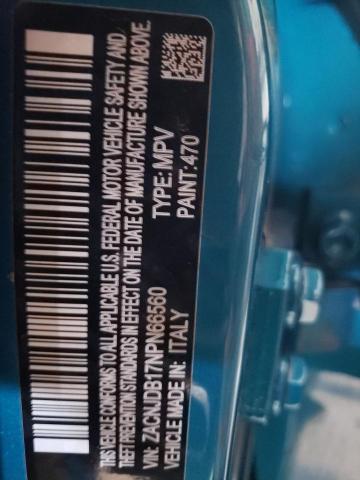 THIS VEHICLE CONFORMS TO ALL APPLICABLE U.S. FEDERAL MOTOR VEHICLE SAFETY AND
THEFT PREVENTION STANDARDS IN EFFECT ON THE DATE OF MANUFACTURE SHOWN ABOVE.
VIN: ZACNJDB17NPN66560 TYPE: MPV
VEHICLE MADE IN: ITALY PAINT: 470